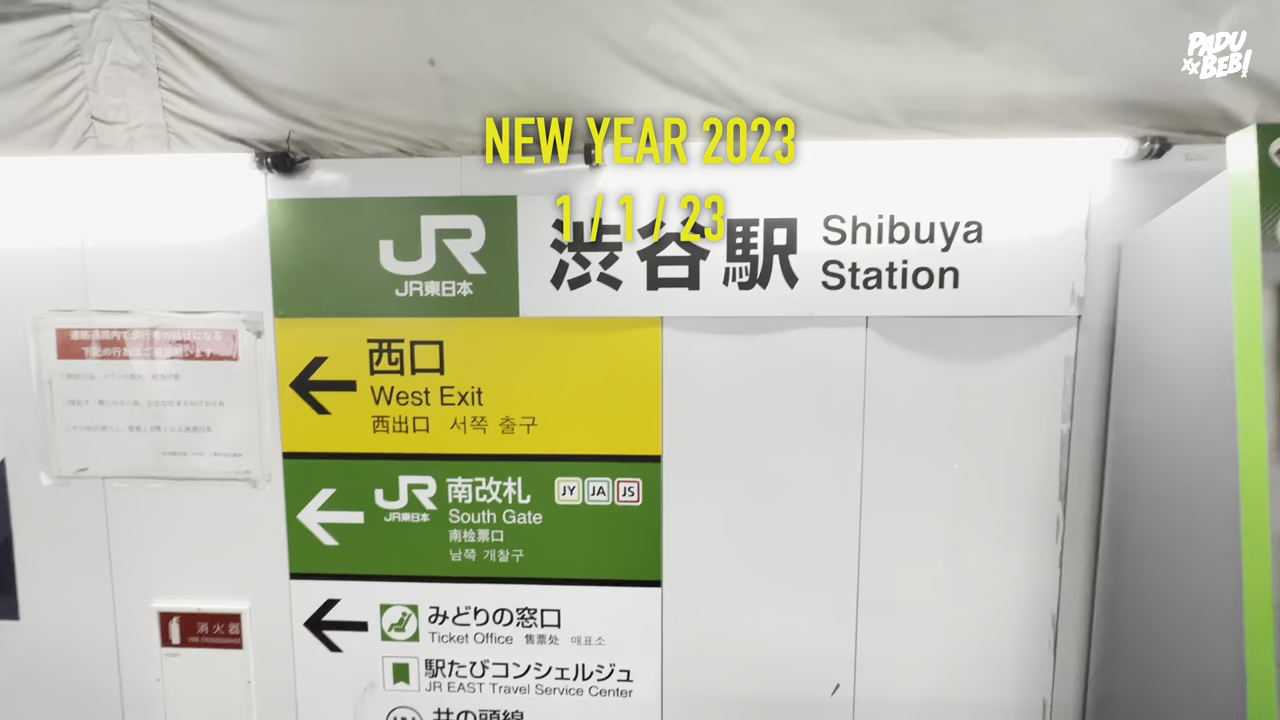 PADU
xx BEB!
NEW YEAR 2023
1 / 1 / 23
JR
JR東日本
渋谷駅
Shibuya
Station
西口
West Exit
西出口 서쪽 출구
JR
JR東日本
南改札
JY JA JS
South Gate
南检票口
남쪽 개찰구
みどりの窓口
Ticket Office 售票处 매표소
駅たびコンシェルジュ
JR EAST Travel Service Center
井の頭線
消火器